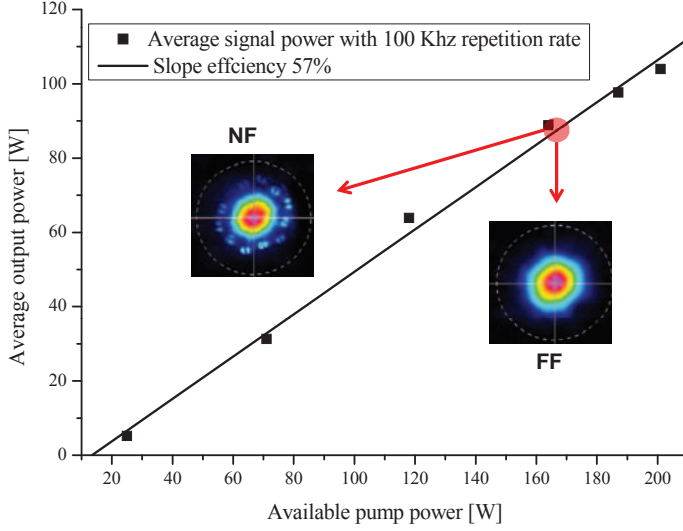 120
100
80
60
40
20
0
Average output power [W]
Average signal power with 100 Khz repetition rate
Slope effciency 57%
NF
FF
20 40 60 80 100 120 140 160 180 200
Available pump power [W]